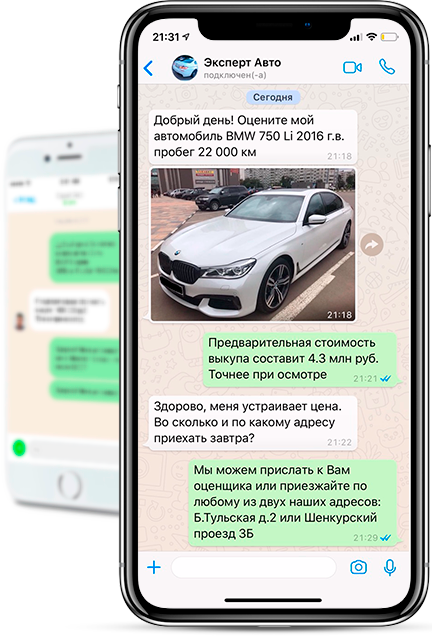 21:31
Эксперт Авто
подключен(-а)
Сегодня
Добрый день! Оцените мой
автомобиль BMW 750 Li 2016 г.в.
пробег 22 000 км
21:18
21:18
Предварительная стоимость
выкупа составит 4.3 млн руб.
Точнее при осмотре
21:21
Здорово, меня устраивает цена.
Во сколько и по какому адресу
приехать завтра?
21:22
Мы можем прислать к Вам
оценщика или приезжайте по
любому из двух наших адресов:
Б.Тульская д.2 или Шенкурский
проезд 3Б
21:29